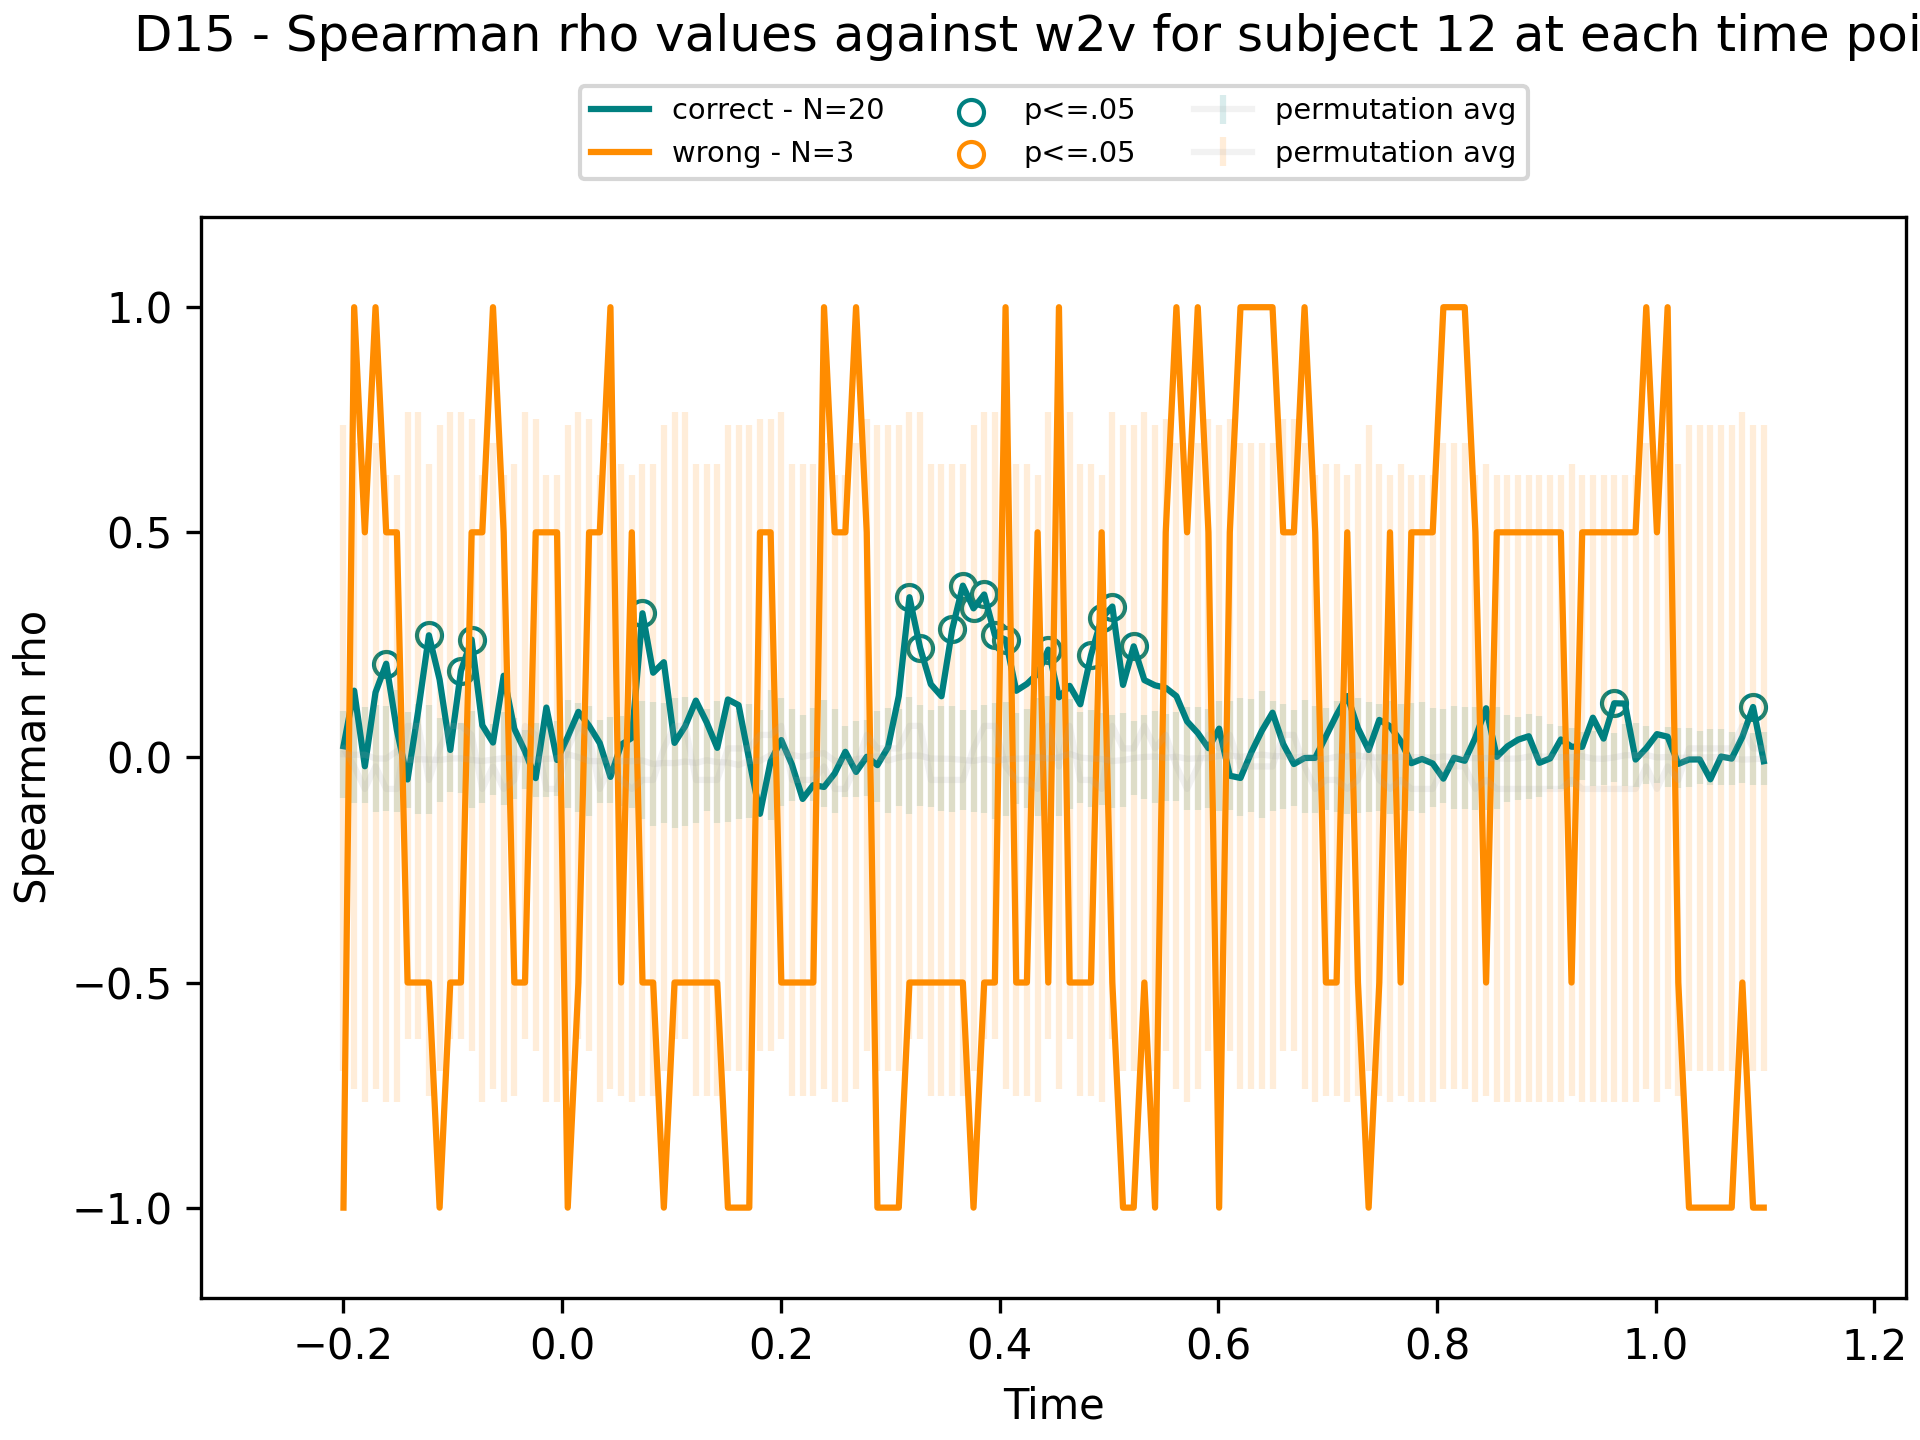 D15 - Spearman rho values against w2v for subject 12 at each time poi
correct - N=20 p<=.05 permutation avg
wrong - N=3 p<=.05 permutation avg
1.0
0.5
0.0
−0.5
−1.0
Spearman rho
−0.2 0.0 0.2 0.4 0.6 0.8 1.0 1.2
Time